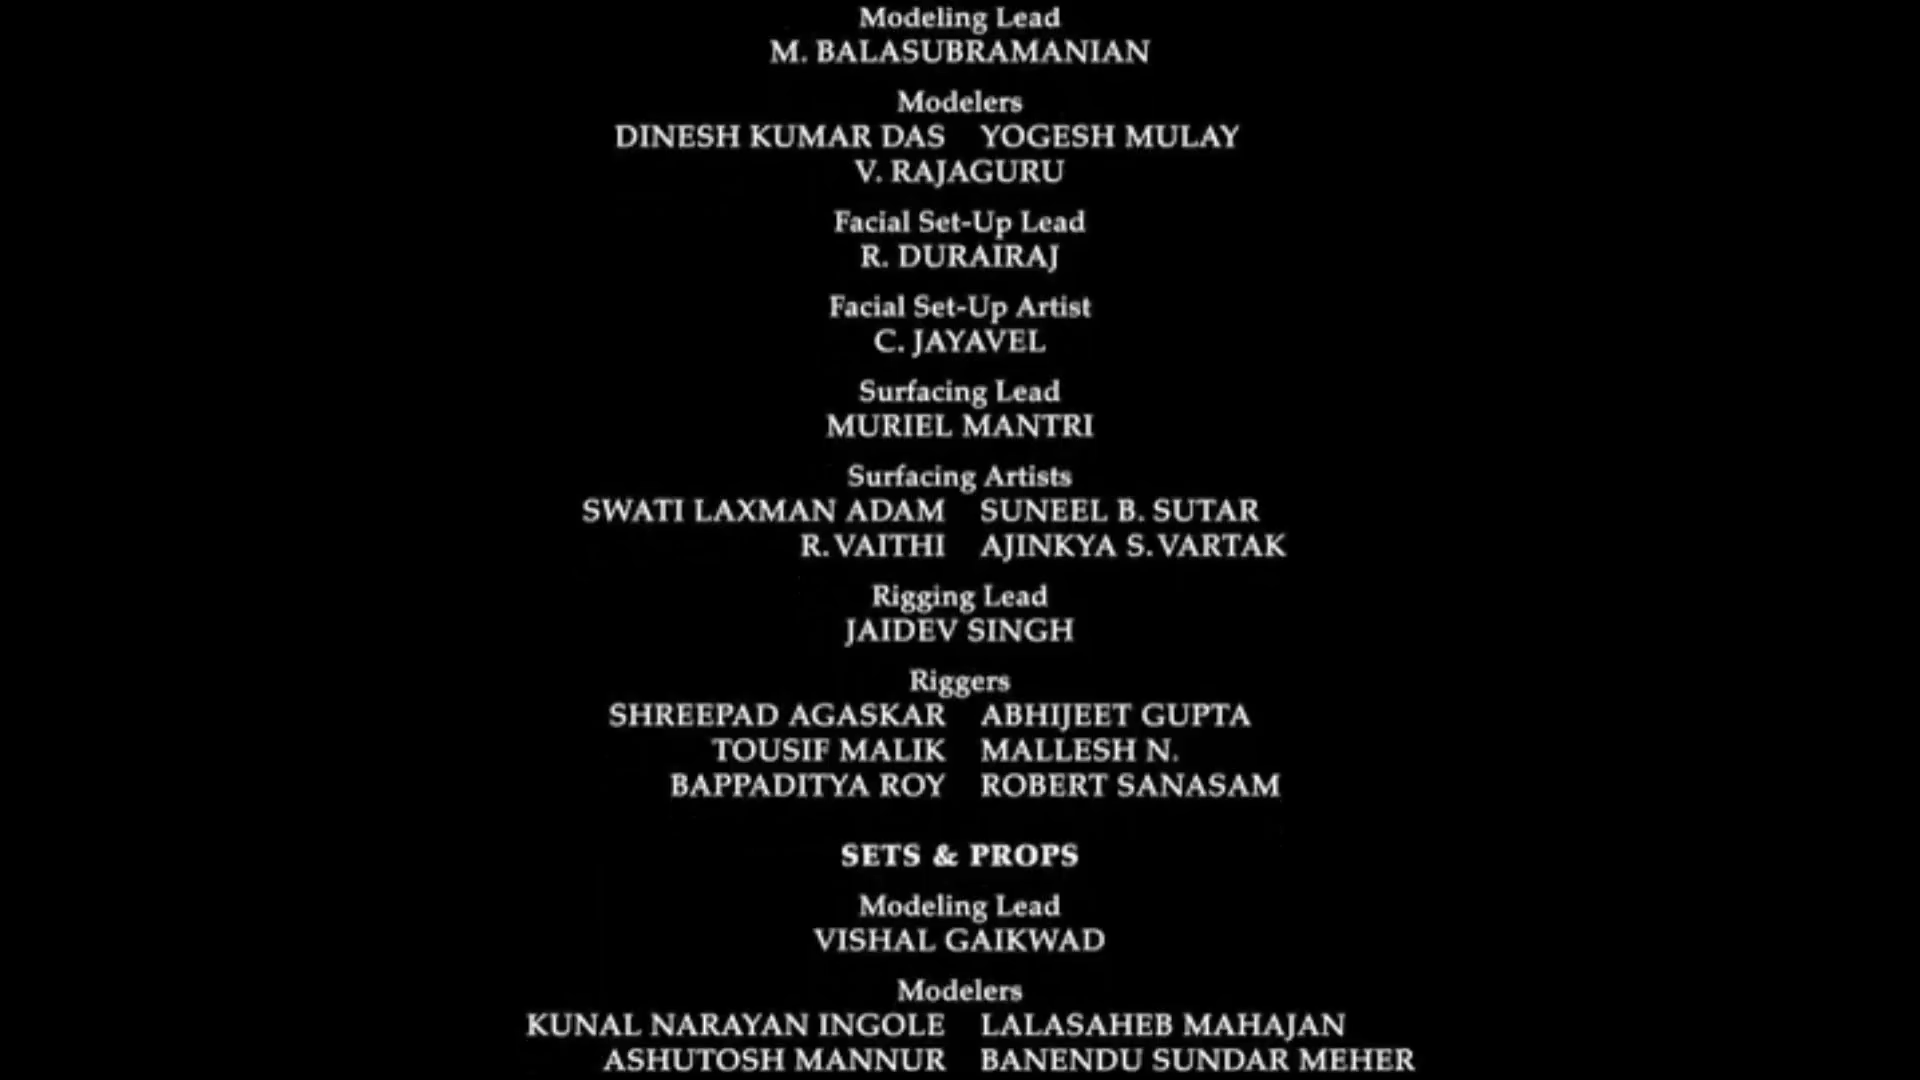 Modeling Lead
M. BALASUBRAMANIAN
Modelers
DINESH KUMAR DAS YOGESH MULAY
V. RAJAGURU
Facial Set-Up Lead
R. DURAIRAJ
Facial Set-Up Artist
C. JAYAVEL
Surfacing Lead
MURIEL MANTRI
Surfacing Artists
SWATI LAXMAN ADAM SUNEEL B. SUTAR
R. VAITHI AJINKYA S. VARTAK
Rigging Lead
JAIDEV SINGH
Riggers
SHREEPAD AGASKAR ABHIJEET GUPTA
TOUSIF MALIK MALLESH N.
BAPPADITYA ROY ROBERT SANASAM
SETS & PROPS
Modeling Lead
VISHAL GAIKWAD
Modelers
KUNAL NARAYAN INGOLE LALASAHEB MAHAJAN
ASHUTOSH MANNUR BANENDU SUNDAR MEHER